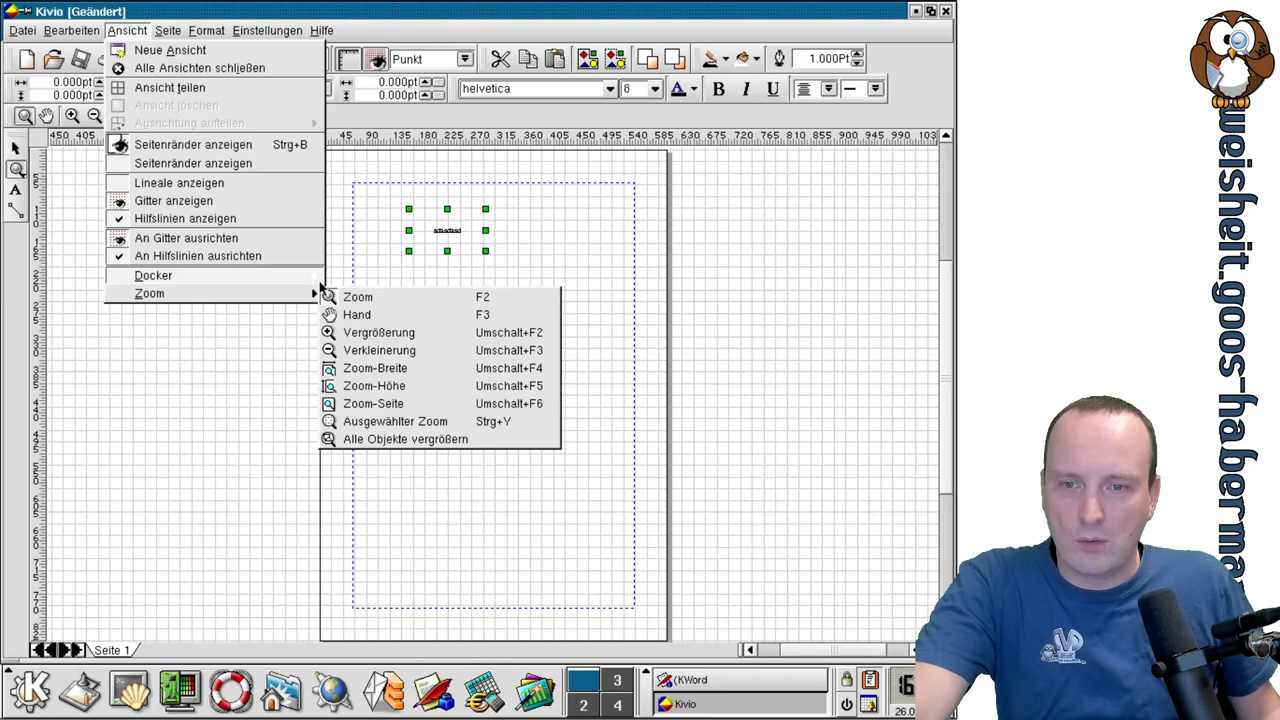 Kivio [Geändert]
Datei Bearbeiten Ansicht Seite Format Einstellungen Hilfe
Neue Ansicht
Alle Ansichten schließen
Ansicht teilen
Ansicht löschen
Ausrichtung aufteilen
Seitenränder anzeigen Strg+B
Seitenränder anzeigen
Lineale anzeigen
Gitter anzeigen
Hilfslinien anzeigen
An Gitter ausrichten
An Hilfslinien ausrichten
Docker
Zoom
Zoom F2
Hand F3
Vergrößerung Umschalt+F2
Verkleinerung Umschalt+F3
Zoom-Breite Umschalt+F4
Zoom-Höhe Umschalt+F5
Zoom-Seite Umschalt+F6
Ausgewählter Zoom Strg+Y
Alle Objekte vergrößern
Punkt
1.000Pt
0.000pt
0.000pt
0.000pt
0.000pt
helvetica 8 A B I U
450 405 45 90 135 180 225 270 315 360 405 450 495 540 585 630 675 720 765 810 855 900 945 990 103
Seite 1
3
2 4
(KWord
Kivio
16
26.0
weisheit.goos-haberma